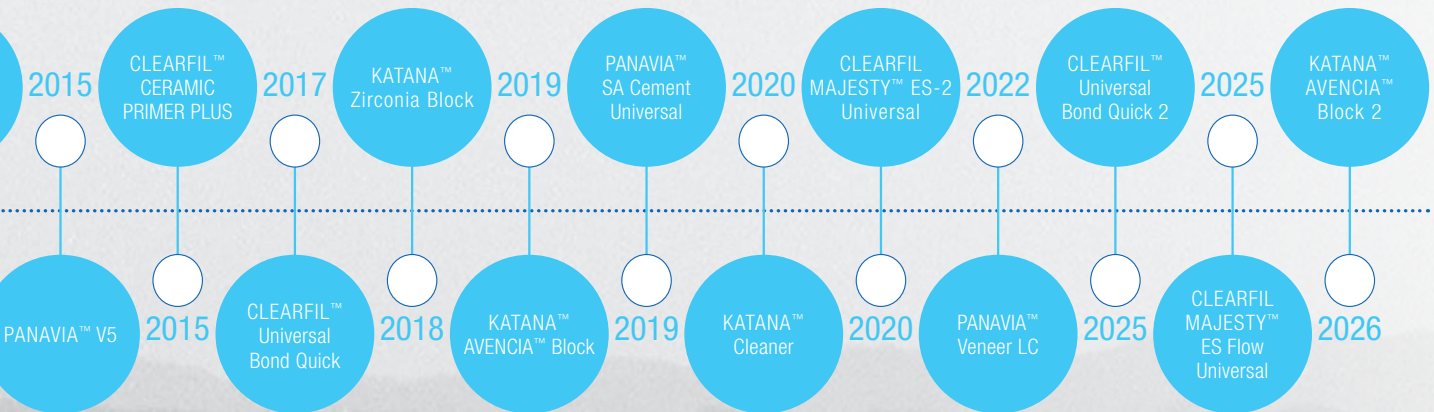 2015
PANAVIA™ V5
CLEARFIL™
CERAMIC
PRIMER PLUS
2015
2017
CLEARFIL™
Universal
Bond Quick
KATANA™
Zirconia Block
2018
2019
KATANA™
AVENCIA™ Block
PANAVIA™
SA Cement
Universal
2019
2020
KATANA™
Cleaner
CLEARFIL
MAJESTY™ ES-2
Universal
2020
2022
PANAVIA™
Veneer LC
CLEARFIL™
Universal
Bond Quick 2
2025
2025
CLEARFIL
MAJESTY™
ES Flow
Universal
KATANA™
AVENCIA™
Block 2
2026